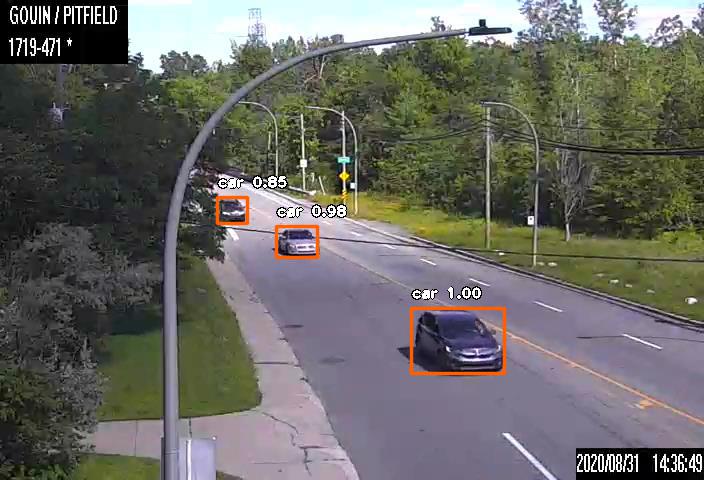 GOUIN / PITFIELD
1719-471 *
car 0.85
car 0.98
car 1.00
2020/08/31 14:36:49